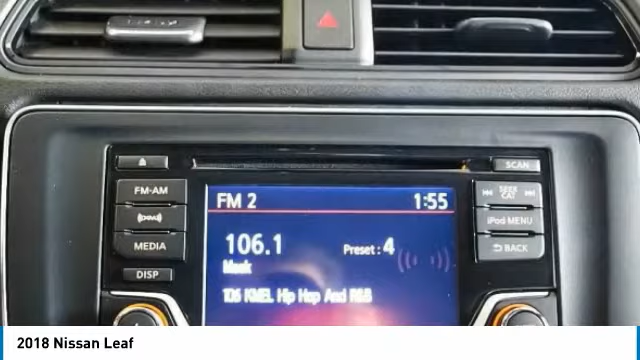 SCAN
FM-AM
SEEK
CAT
FM 2 1:55
iPod MENU
MEDIA
106.1 Preset : 4
BACK
DISP
106 KMEL Hip Hop And R&B
2018 Nissan Leaf